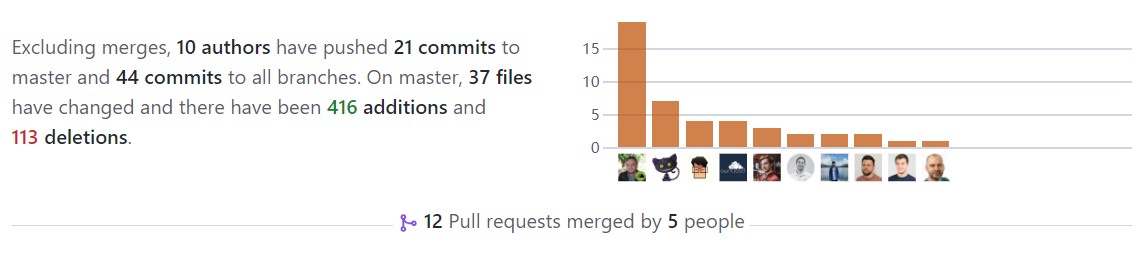 Excluding merges, 10 authors have pushed 21 commits to
master and 44 commits to all branches. On master, 37 files
have changed and there have been 416 additions and
113 deletions.
15
10
5
0
12 Pull requests merged by 5 people